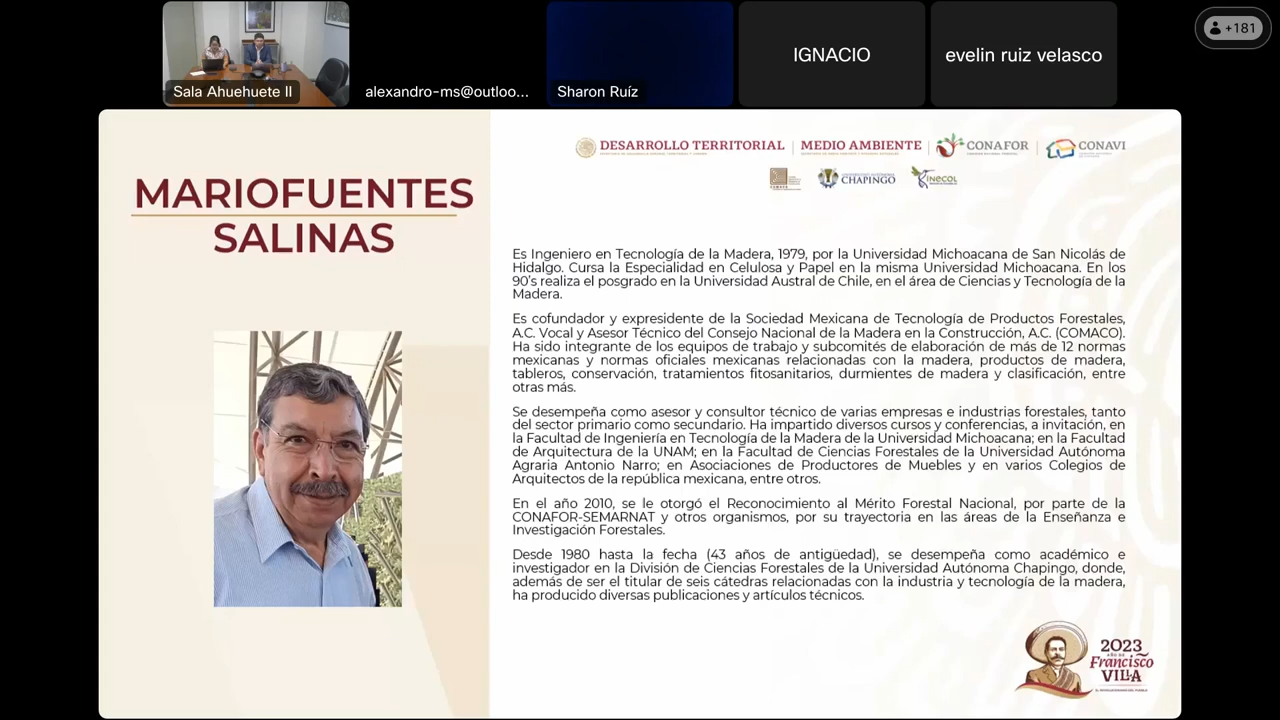 +181
Sala Ahuehuete II
alexandro-ms@outloo...
Sharon Ruíz
IGNACIO
evelin ruiz velasco
DESARROLLO TERRITORIAL
MEDIO AMBIENTE
CONAFOR
CONAVI
CHAPINGO
INECOL
MARIOFUENTES
SALINAS
Es Ingeniero en Tecnología de la Madera, 1979, por la Universidad Michoacana de San Nicolás de
Hidalgo. Cursa la Especialidad en Celulosa y Papel en la misma Universidad Michoacana. En los
90's realiza el posgrado en la Universidad Austral de Chile, en el área de Ciencias y Tecnología de la
Madera.
Es cofundador y expresidente de la Sociedad Mexicana de Tecnología de Productos Forestales,
A.C. Vocal y Asesor Técnico del Consejo Nacional de la Madera en la Construcción, A.C. (COMACO).
Ha sido integrante de los equipos de trabajo y subcomités de elaboración de más de 12 normas
mexicanas y normas oficiales mexicanas relacionadas con la madera, productos de madera,
tableros, conservación, tratamientos fitosanitarios, durmientes de madera y clasificación, entre
otras más.
Se desempeña como asesor y consultor técnico de varias empresas e industrias forestales, tanto
del sector primario como secundario. Ha impartido diversos cursos y conferencias, a invitación, en
la Facultad de Ingeniería en Tecnología de la Madera de la Universidad Michoacana; en la Facultad
de Arquitectura de la UNAM; en la Facultad de Ciencias Forestales de la Universidad Autónoma
Agraria Antonio Narro; en Asociaciones de Productores de Muebles y en varios Colegios de
Arquitectos de la república mexicana, entre otros.
En el año 2010, se le otorgó el Reconocimiento al Mérito Forestal Nacional, por parte de la
CONAFOR-SEMARNAT y otros organismos, por su trayectoria en las áreas de la Enseñanza e
Investigación Forestales.
Desde 1980 hasta la fecha (43 años de antigüedad), se desempeña como académico e
investigador en la División de Ciencias Forestales de la Universidad Autónoma Chapingo, donde,
además de ser el titular de seis cátedras relacionadas con la industria y tecnología de la madera,
ha producido diversas publicaciones y artículos técnicos.
2023
AÑO DE
Francisco
VILLA